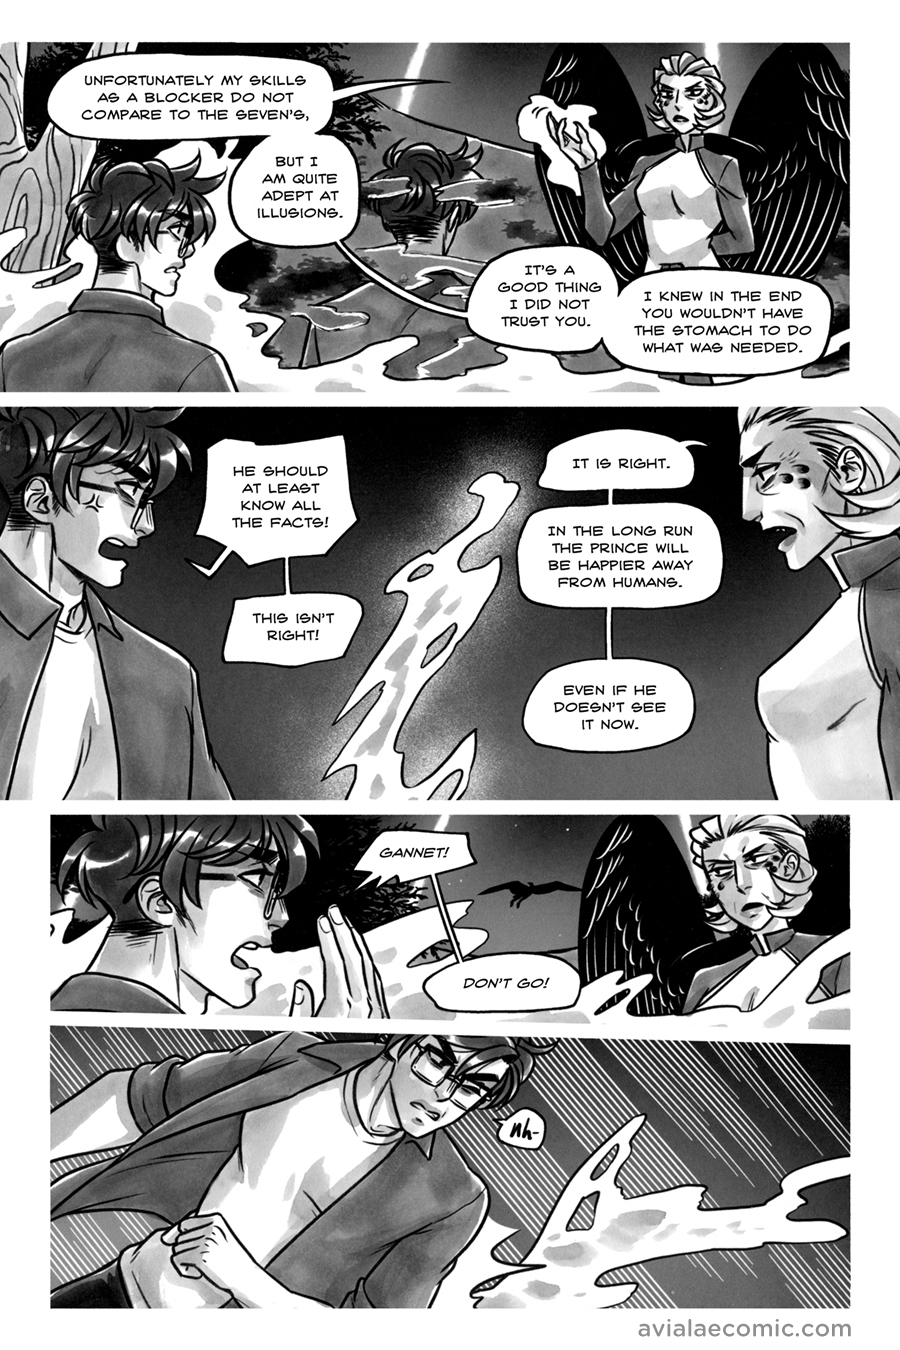 UNFORTUNATELY MY SKILLS
AS A BLOCKER DO NOT
COMPARE TO THE SEVEN'S,
BUT I
AM QUITE
ADEPT AT
ILLUSIONS.
IT'S A
GOOD THING
I DID NOT
TRUST YOU.
I KNEW IN THE END
YOU WOULDN'T HAVE
THE STOMACH TO DO
WHAT WAS NEEDED.
HE SHOULD
AT LEAST
KNOW ALL
THE FACTS!
THIS ISN'T
RIGHT!
IT IS RIGHT.
IN THE LONG RUN
THE PRINCE WILL
BE HAPPIER AWAY
FROM HUMANS.
EVEN IF HE
DOESN'T SEE
IT NOW.
GANNET!
DON'T GO!
nh-
avialaecomic.com